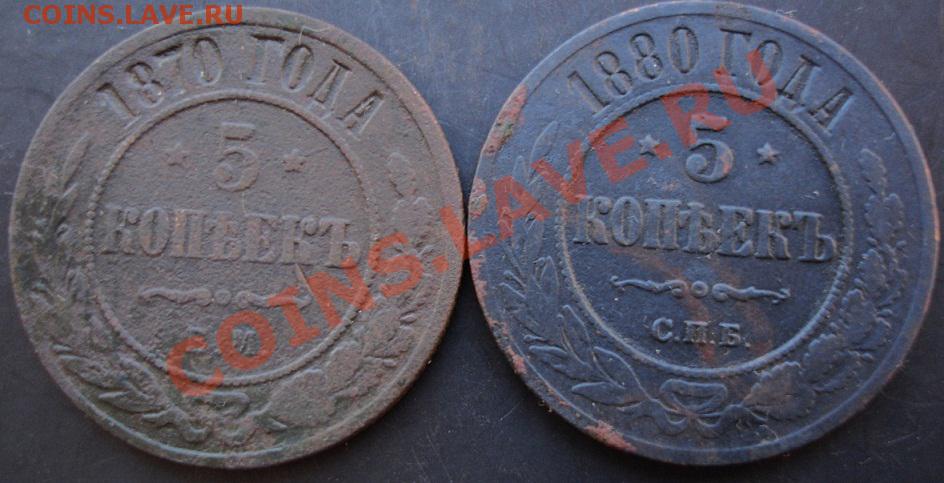 COINS.LAVE.RU
1870 ГОДА
5
КОПѢЕКЪ
1880 ГОДА
5
КОПѢЕКЪ
С.П.Б.
COINS.LAVE.RU